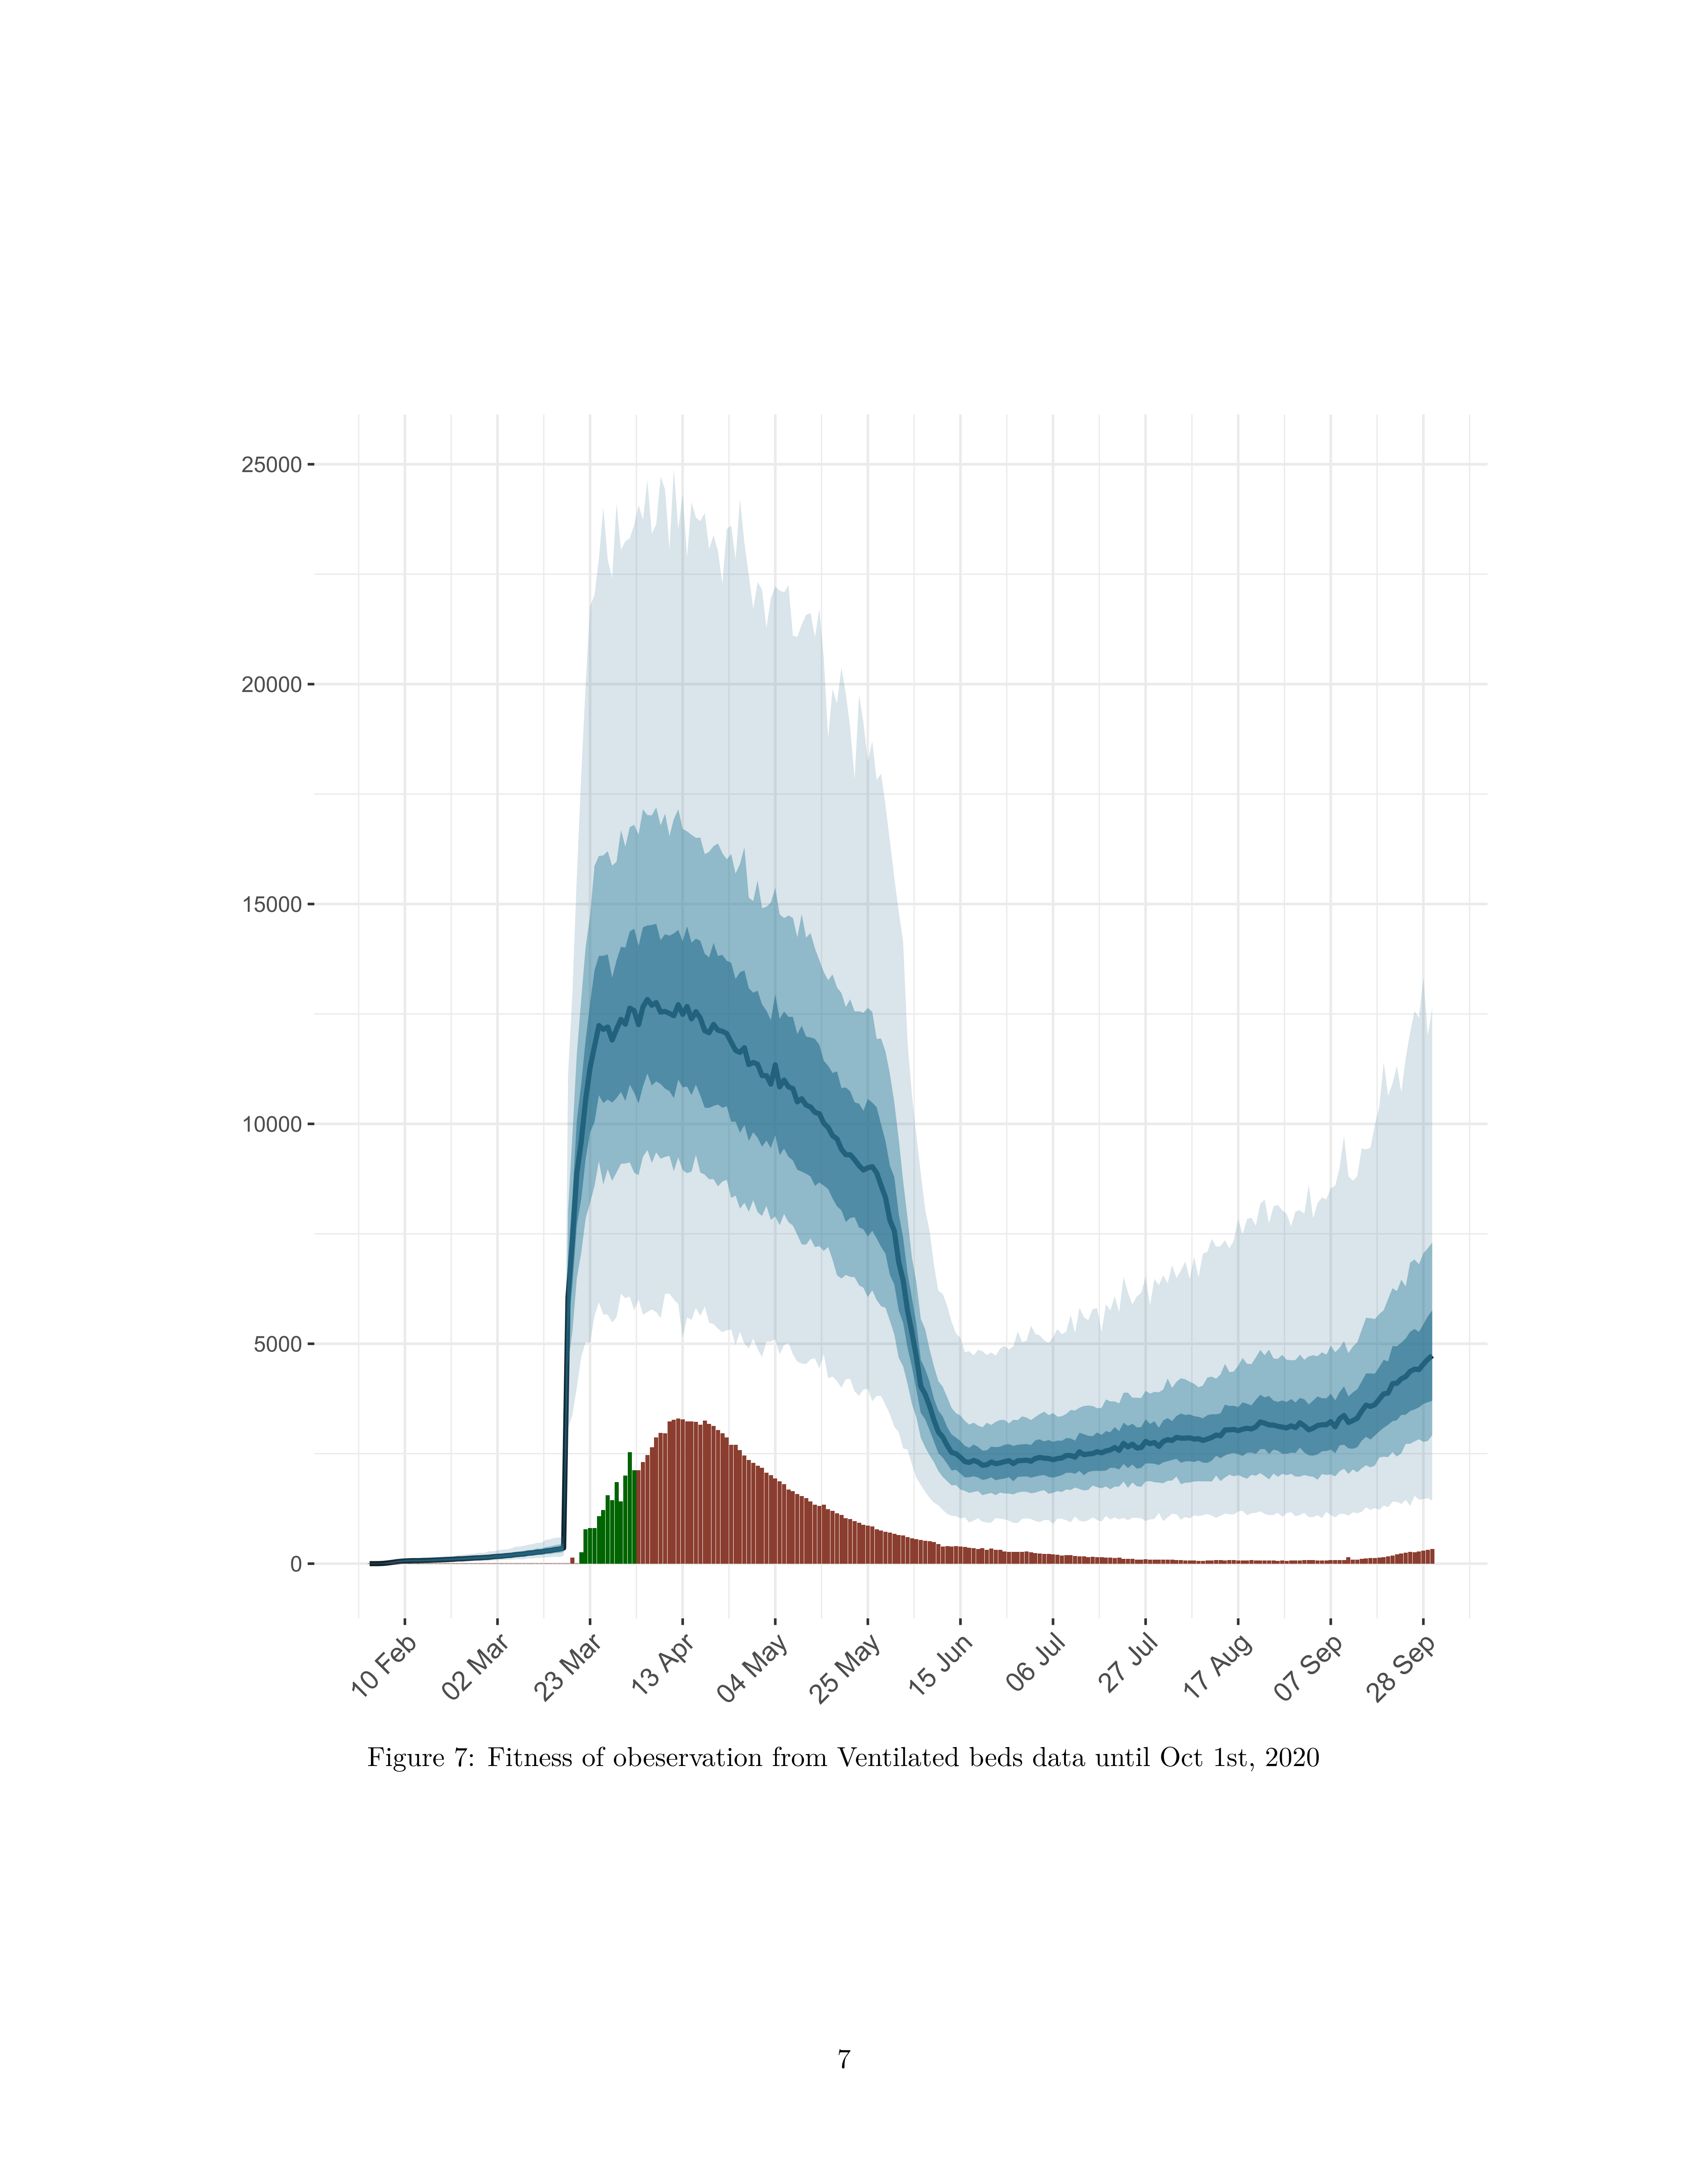 25000
20000
15000
10000
5000
0
10 Feb
02 Mar
23 Mar
13 Apr
04 May
25 May
15 Jun
06 Jul
27 Jul
17 Aug
07 Sep
28 Sep
Figure 7: Fitness of obeservation from Ventilated beds data until Oct 1st, 2020
7